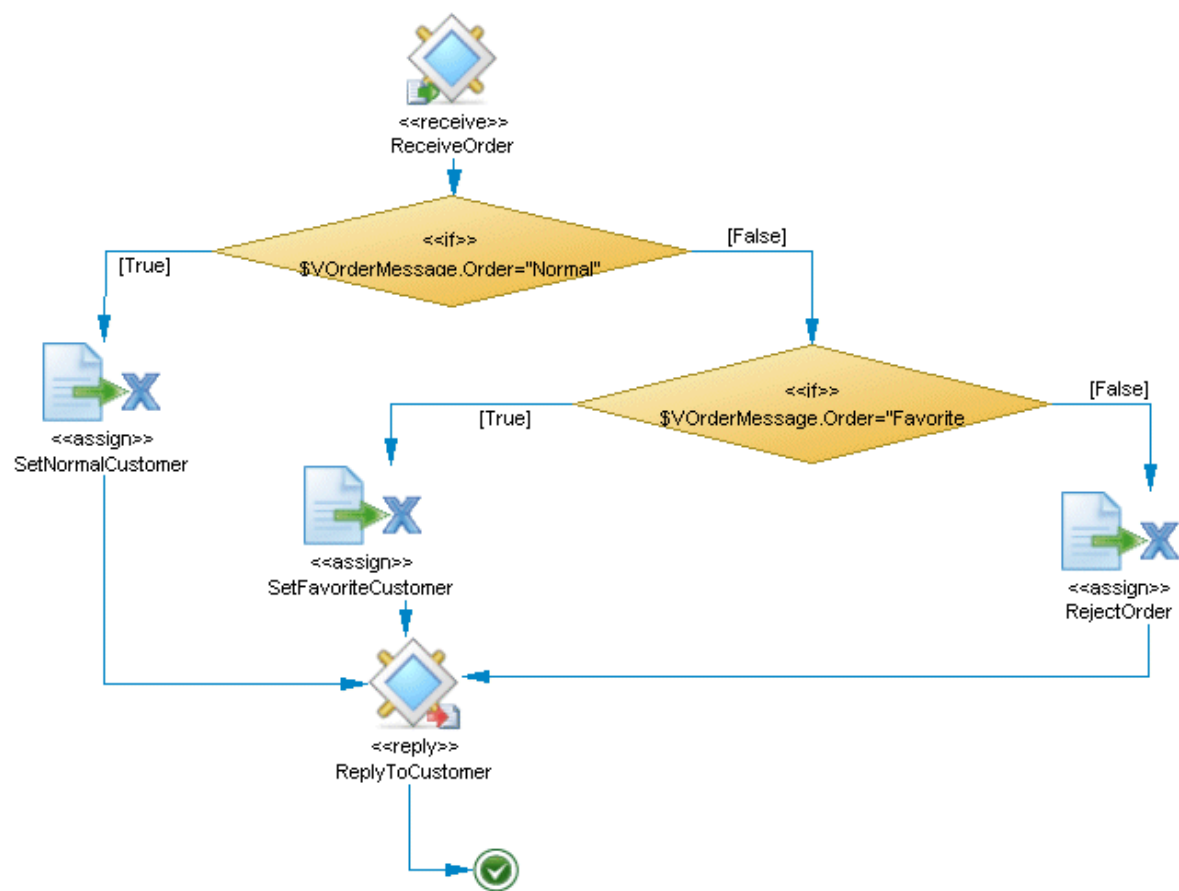 <<receive>>
ReceiveOrder
<<if>>
$VOrderMessage.Order="Normal"
[True]
[False]
<<assign>>
SetNormalCustomer
<<if>>
$VOrderMessage.Order="Favorite
[True]
[False]
<<assign>>
SetFavoriteCustomer
<<assign>>
RejectOrder
<<reply>>
ReplyToCustomer